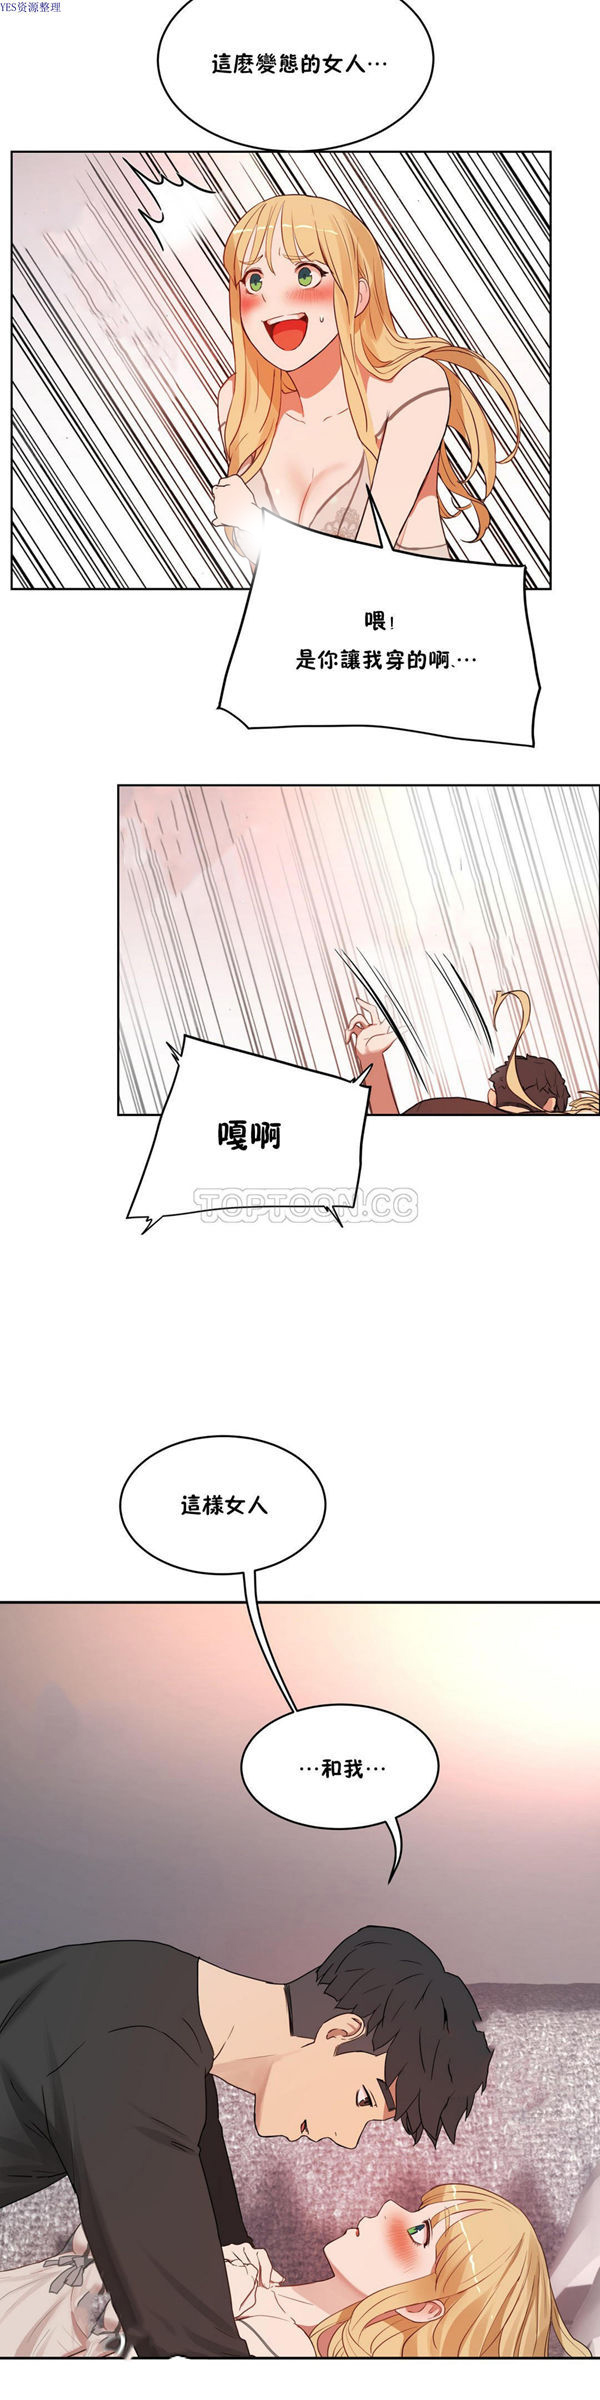 YES资源整理
這麼變態的女人…
喂!
是你讓我穿的啊、…
嘎啊
TOPTOON.CC
這樣女人
…和我…